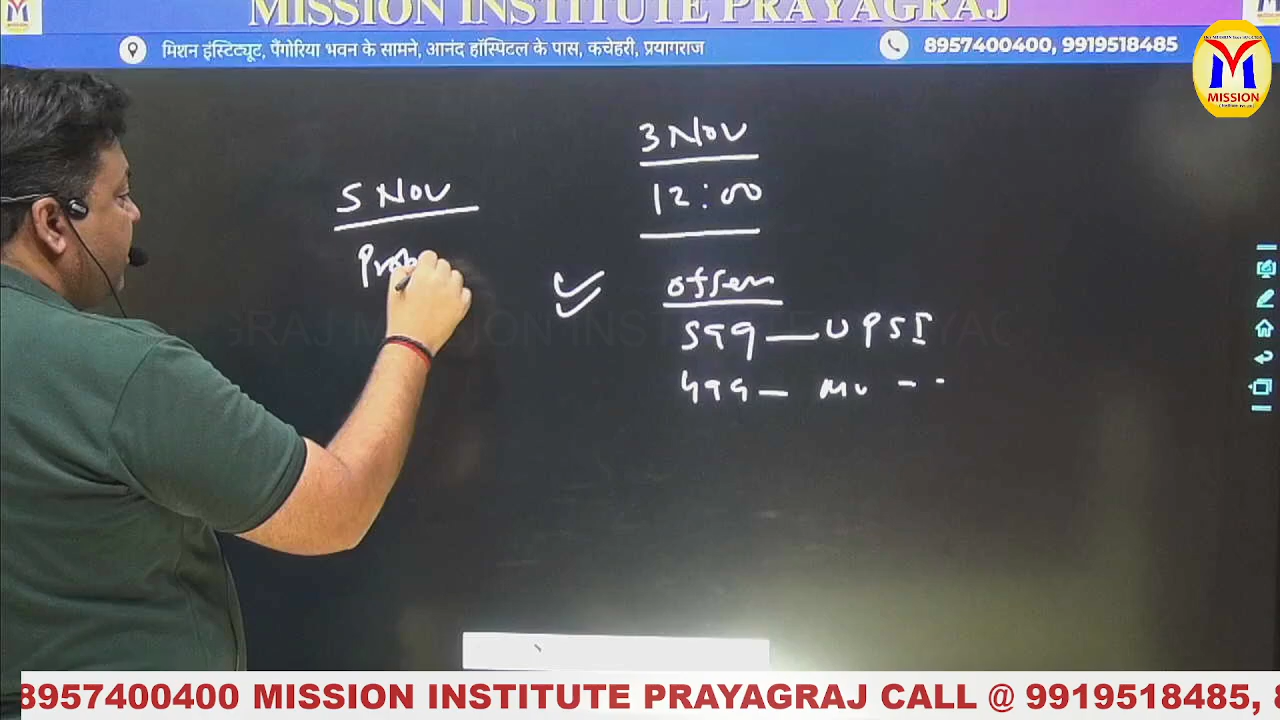 MISSION INSTITUTE PRAYAGRAJ
मिशन इंस्टिट्यूट, पैंगोरिया भवन के सामने, आनंद हॉस्पिटल के पास, कचेहरी, प्रयागराज
8957400400, 9919518485
MISSION
3 Nov
12:00
5 Nov
Prob
offer
599 — UPSI
499 —
8957400400 MISSION INSTITUTE PRAYAGRAJ CALL @ 9919518485,